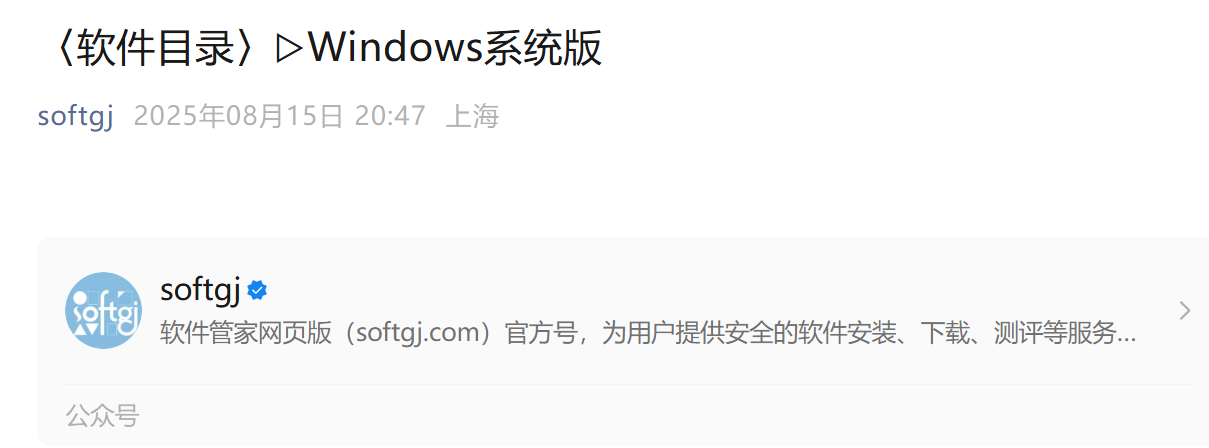 〈软件目录〉▷Windows系统版
softgj 2025年08月15日 20:47 上海
softgj
softgj
软件管家网页版（softgj.com）官方号，为用户提供安全的软件安装、下载、测评等服务...
公众号